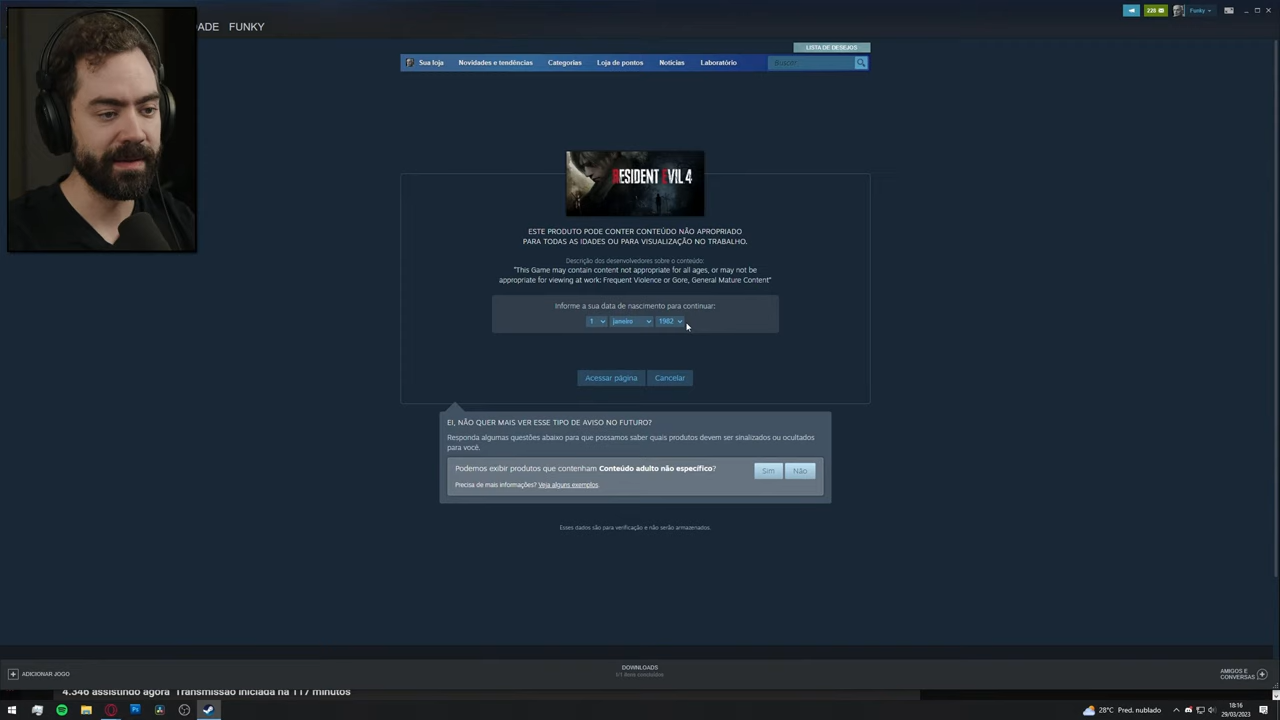 ADE FUNKY
226
Funky
LISTA DE DESEJOS
Sua loja Novidades e tendências Categorias Loja de pontos Notícias Laboratório Buscar
RESIDENT EVIL 4
ESTE PRODUTO PODE CONTER CONTEÚDO NÃO APROPRIADO
PARA TODAS AS IDADES OU PARA VISUALIZAÇÃO NO TRABALHO.
Descrição dos desenvolvedores sobre o conteúdo:
"This Game may contain content not appropriate for all ages, or may not be
appropriate for viewing at work: Frequent Violence or Gore, General Mature Content"
Informe a sua data de nascimento para continuar:
1 janeiro 1982
Acessar página Cancelar
EI, NÃO QUER MAIS VER ESSE TIPO DE AVISO NO FUTURO?
Responda algumas questões abaixo para que possamos saber quais produtos devem ser sinalizados ou ocultados
para você.
Podemos exibir produtos que contenham Conteúdo adulto não específico? Sim Não
Precisa de mais informações? Veja alguns exemplos.
Esses dados são para verificação e não serão armazenados.
ADICIONAR JOGO
DOWNLOADS
1/1 itens concluídos
AMIGOS E
CONVERSAS
4.346 assistindo agora Transmissão iniciada há 117 minutos
28°C Pred. nublado
18:16
29/03/2023